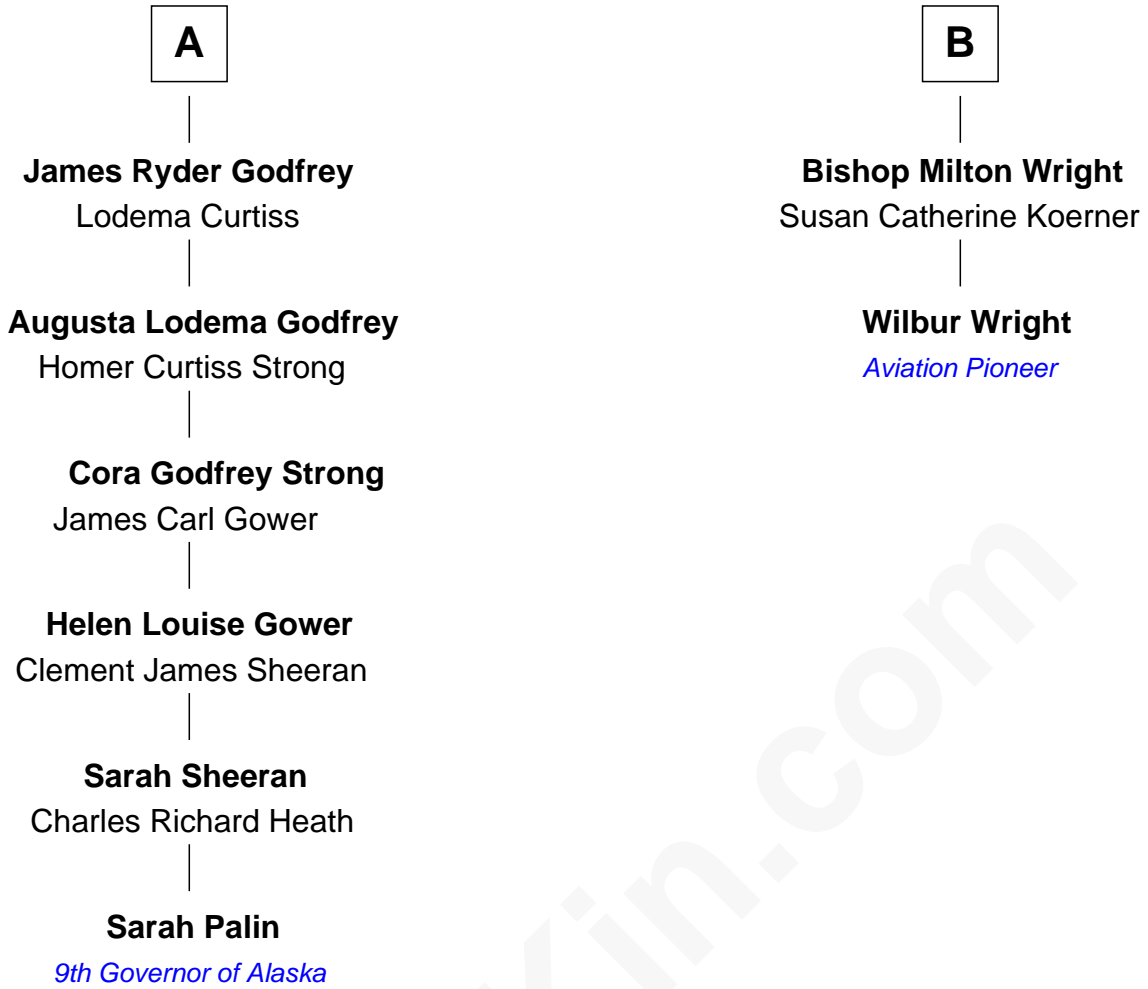 A
James Ryder Godfrey
Lodema Curtiss
Augusta Lodema Godfrey
Homer Curtiss Strong
Cora Godfrey Strong
James Carl Gower
Helen Louise Gower
Clement James Sheeran
Sarah Sheeran
Charles Richard Heath
Sarah Palin
9th Governor of Alaska
B
Bishop Milton Wright
Susan Catherine Koerner
Wilbur Wright
Aviation Pioneer